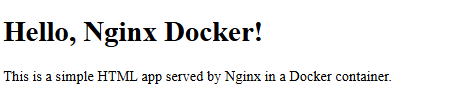 Hello, Nginx Docker!
This is a simple HTML app served by Nginx in a Docker container.